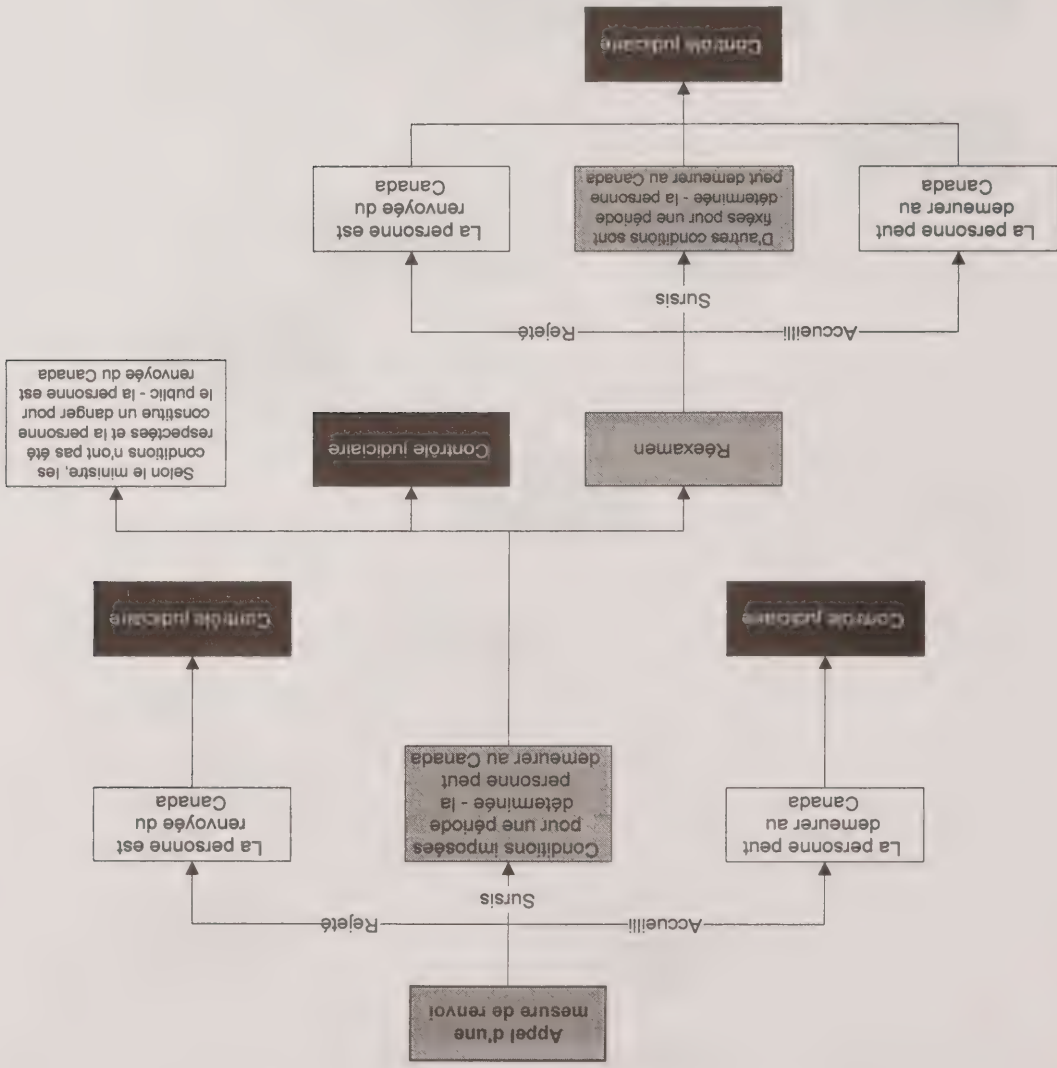 Appel d'une
mesure de renvoi
Accueilli
Rejeté
Sursis
La personne peut
demeurer au
Canada
Conditions imposées
pour une période
déterminée - la
personne peut
demeurer au Canada
La personne est
renvoyée du
Canada
Contrôle judiciaire
Contrôle judiciaire
Réexamen
Contrôle judiciaire
Selon le ministre, les
conditions n'ont pas été
respectées et la personne
constitue un danger pour
le public - la personne est
renvoyée du Canada
Accueilli
Rejeté
Sursis
La personne peut
demeurer au
Canada
D'autres conditions sont
fixées pour une période
déterminée - la personne
peut demeurer au Canada
La personne est
renvoyée du
Canada
Contrôle judiciaire